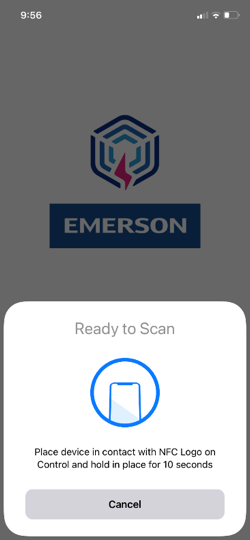 9:56
EMERSON
Ready to Scan
Place device in contact with NFC Logo on
Control and hold in place for 10 seconds
Cancel